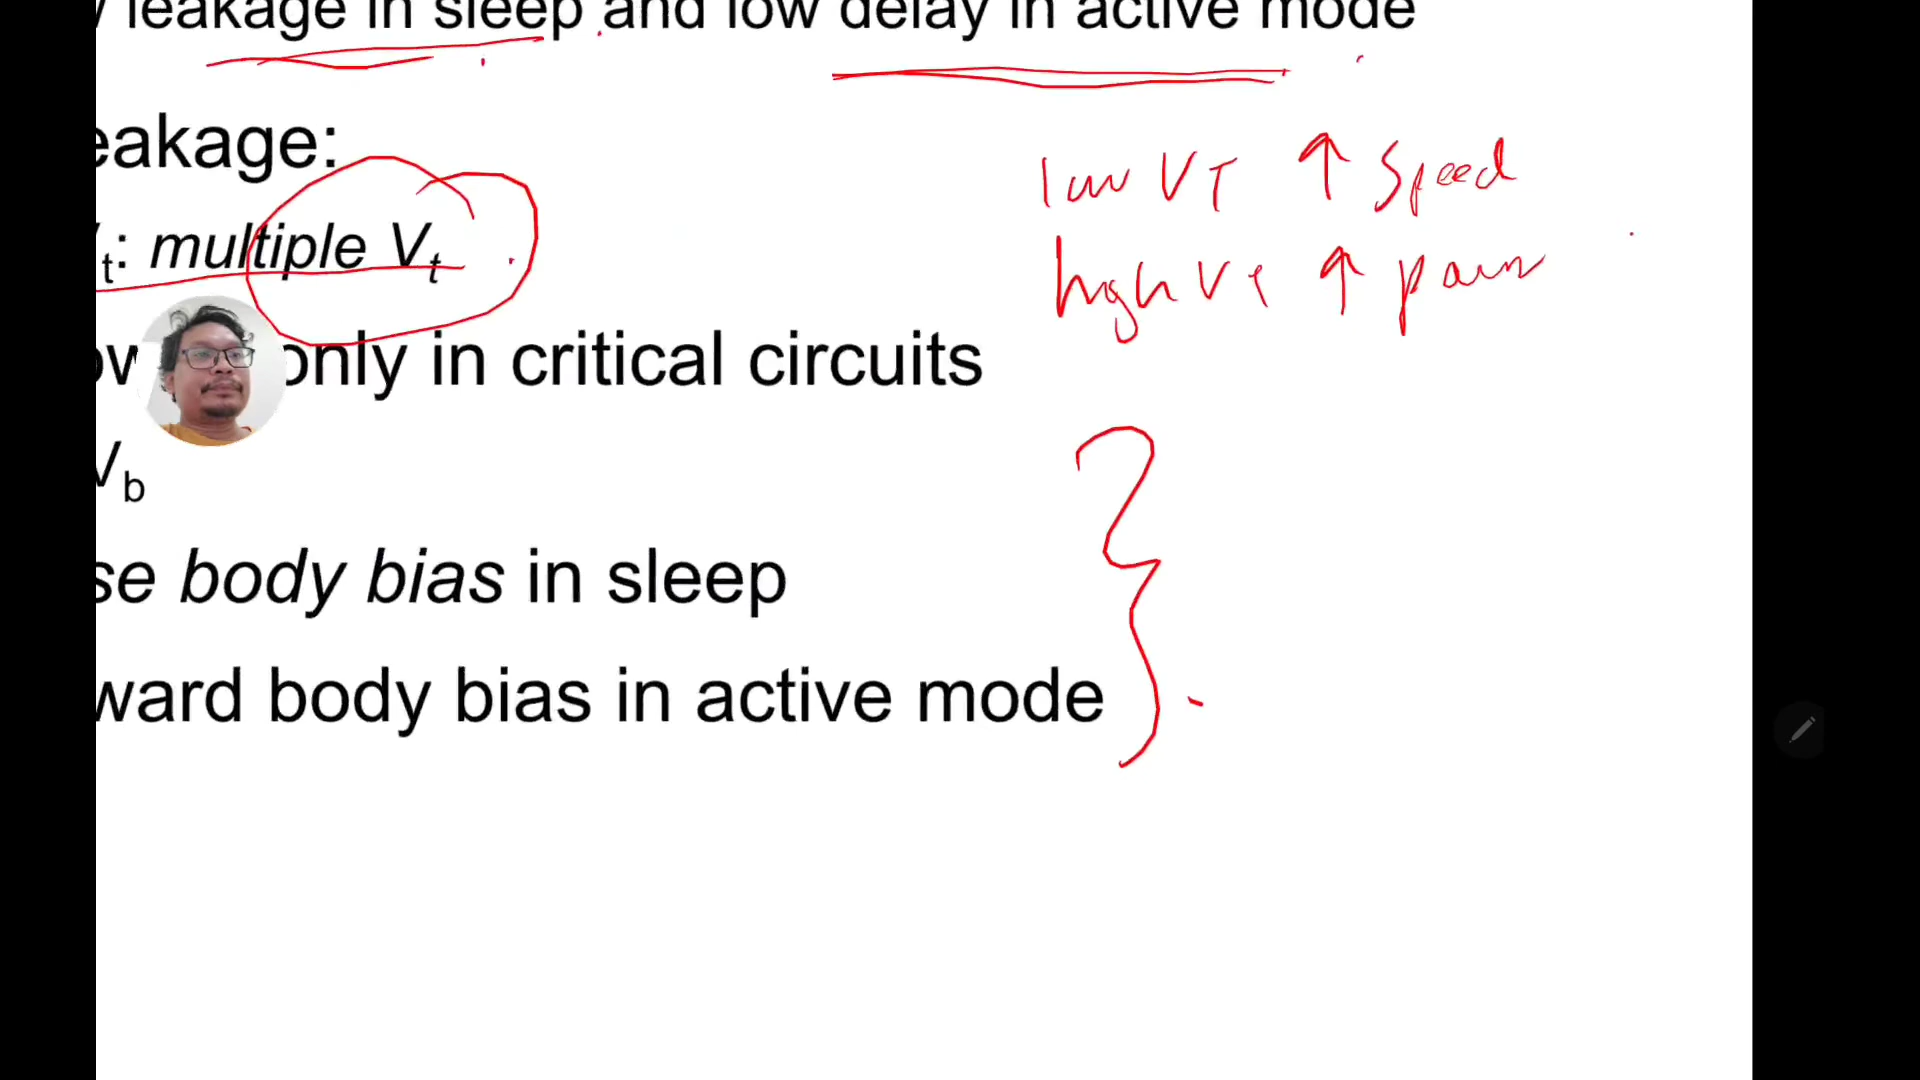 leakage in sleep and low delay in active mode
eakage:
low VT ↑ Speed
t: multiple Vt
high Vt ↑ power
only in critical circuits
Vb
se body bias in sleep
ward body bias in active mode